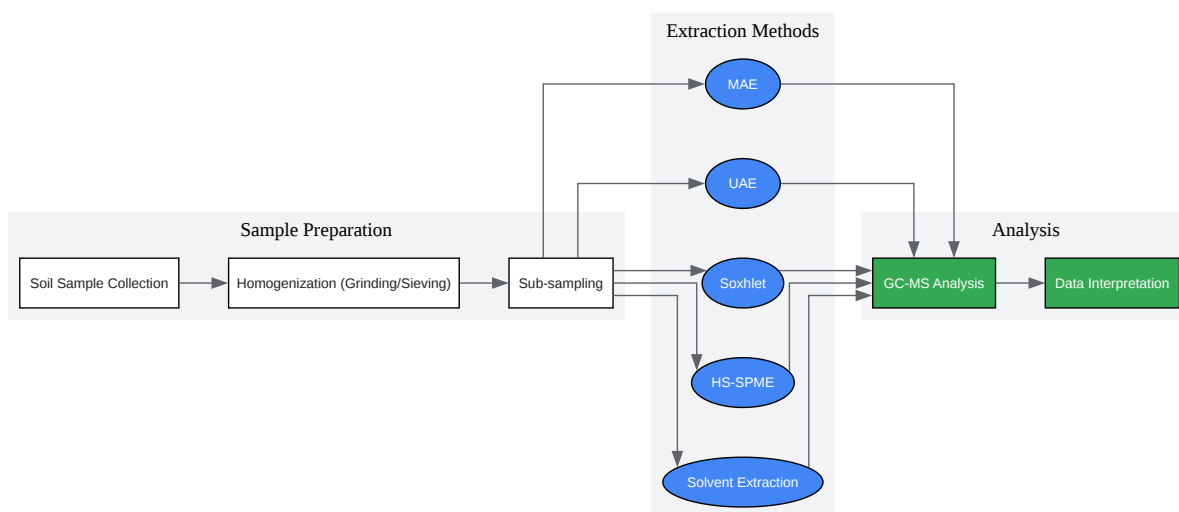 Extraction Methods
MAE
UAE
Sample Preparation
Analysis
Soil Sample Collection
Homogenization (Grinding/Sieving)
Sub-sampling
Soxhlet
GC-MS Analysis
Data Interpretation
HS-SPME
Solvent Extraction